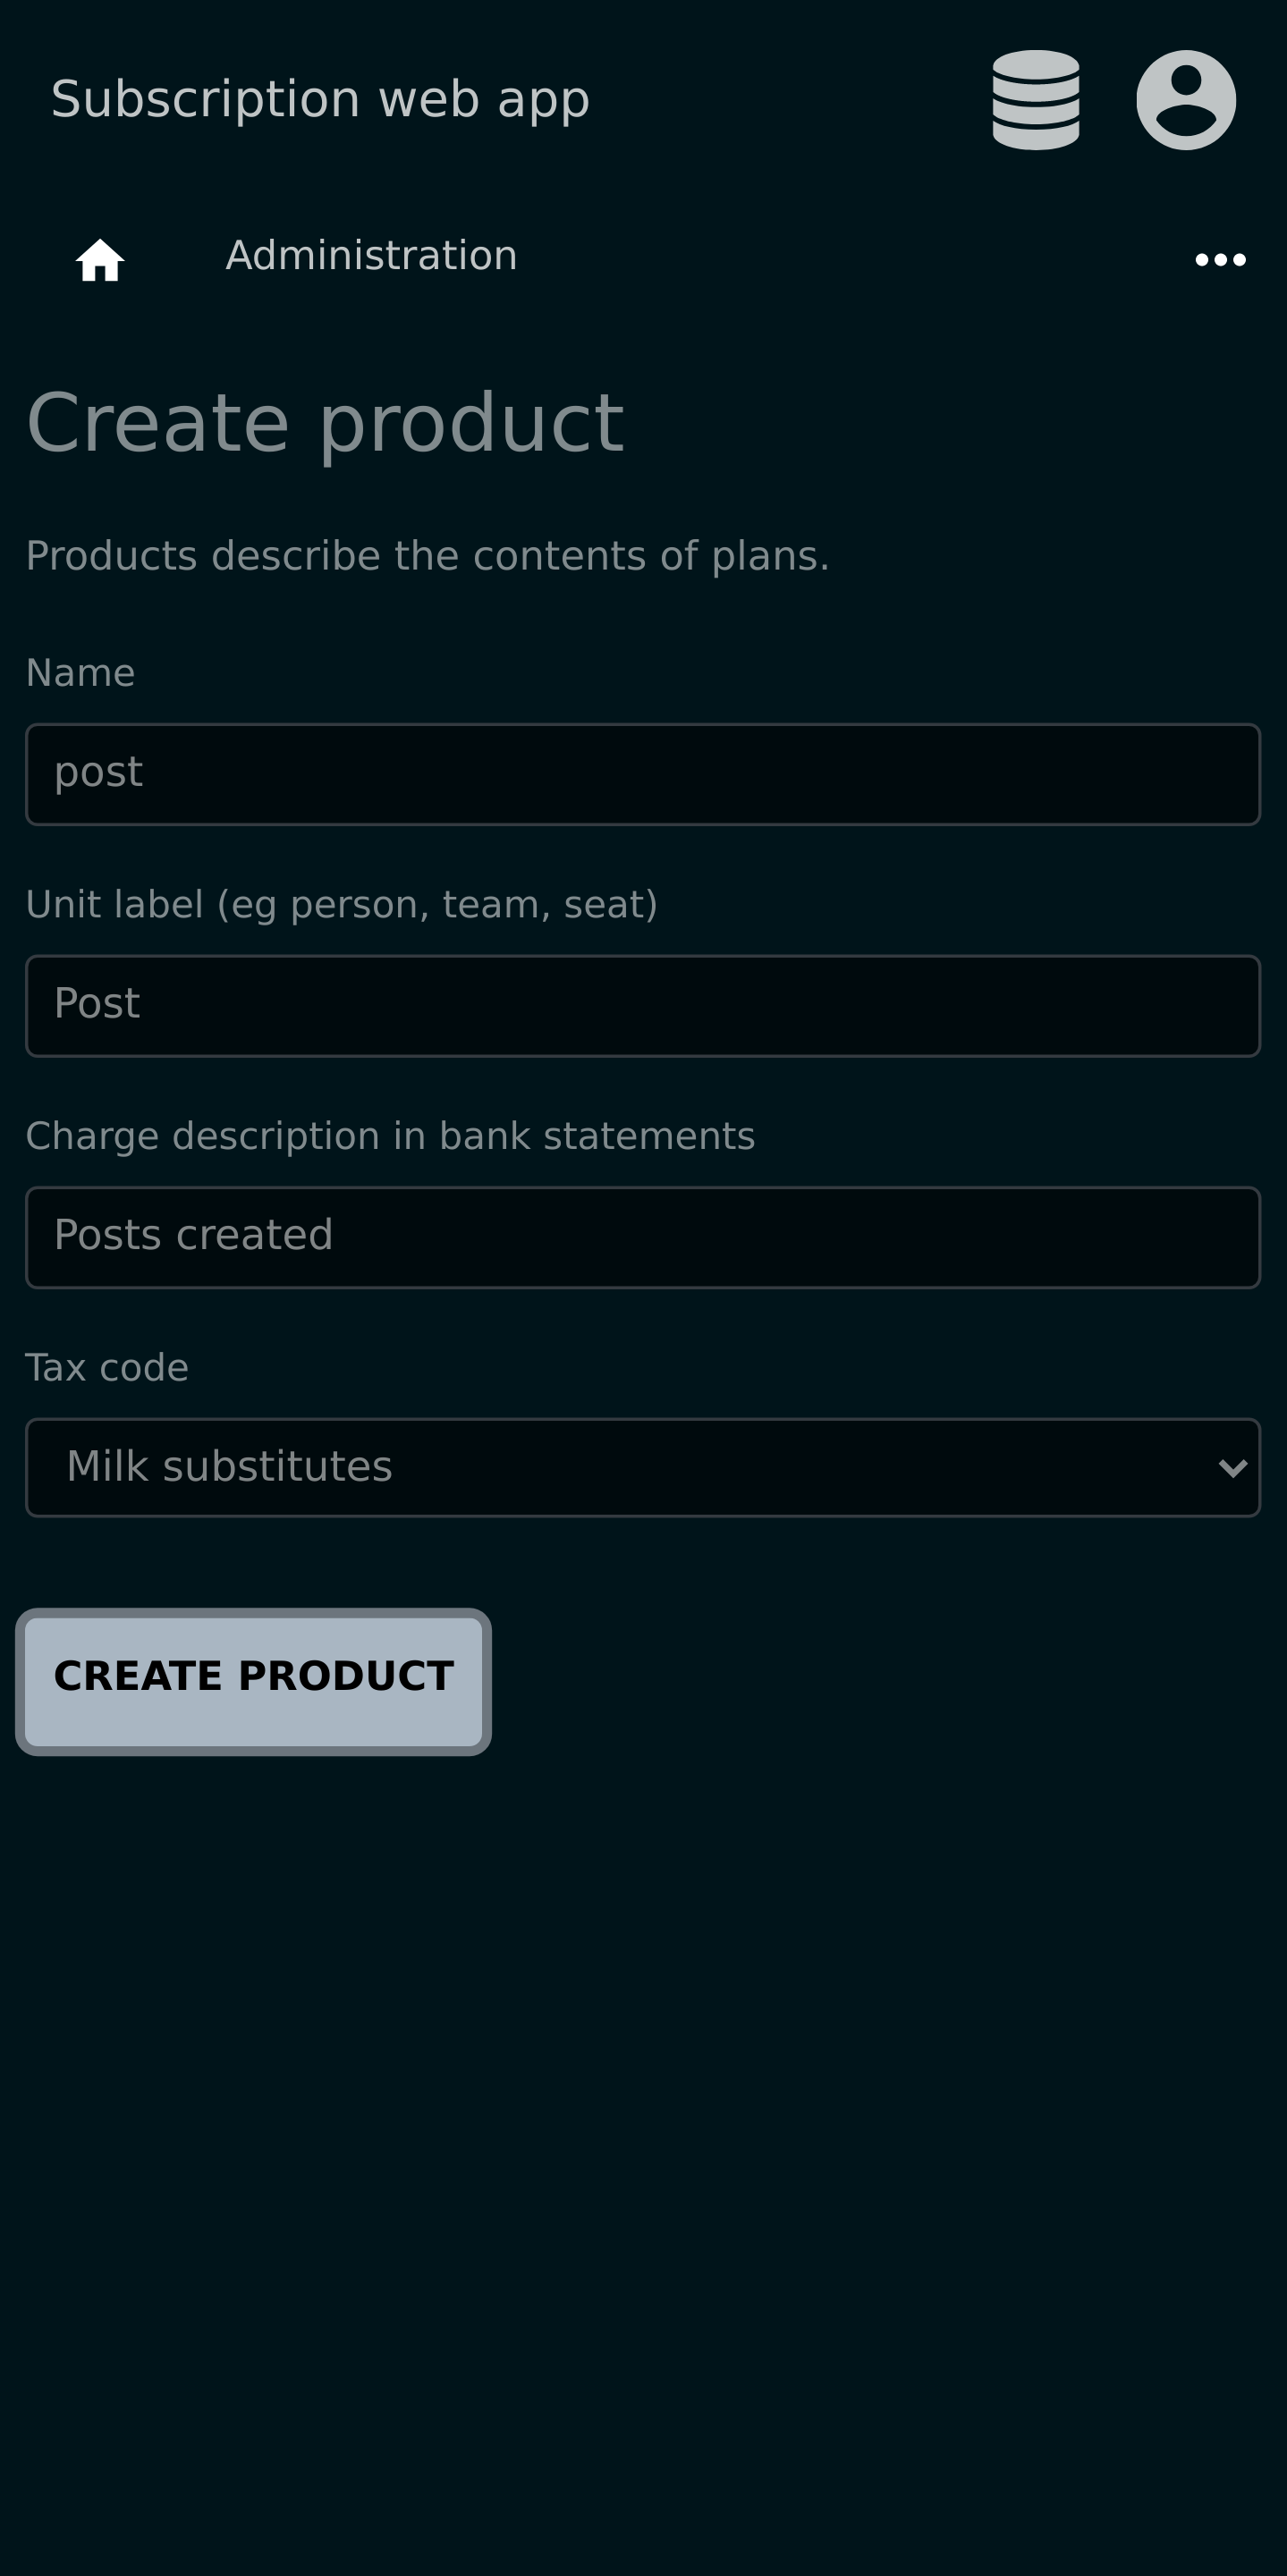 Subscription web app
Administration
Create product
Products describe the contents of plans.
Name
post
Unit label (eg person, team, seat)
Post
Charge description in bank statements
Posts created
Tax code
Milk substitutes
CREATE PRODUCT